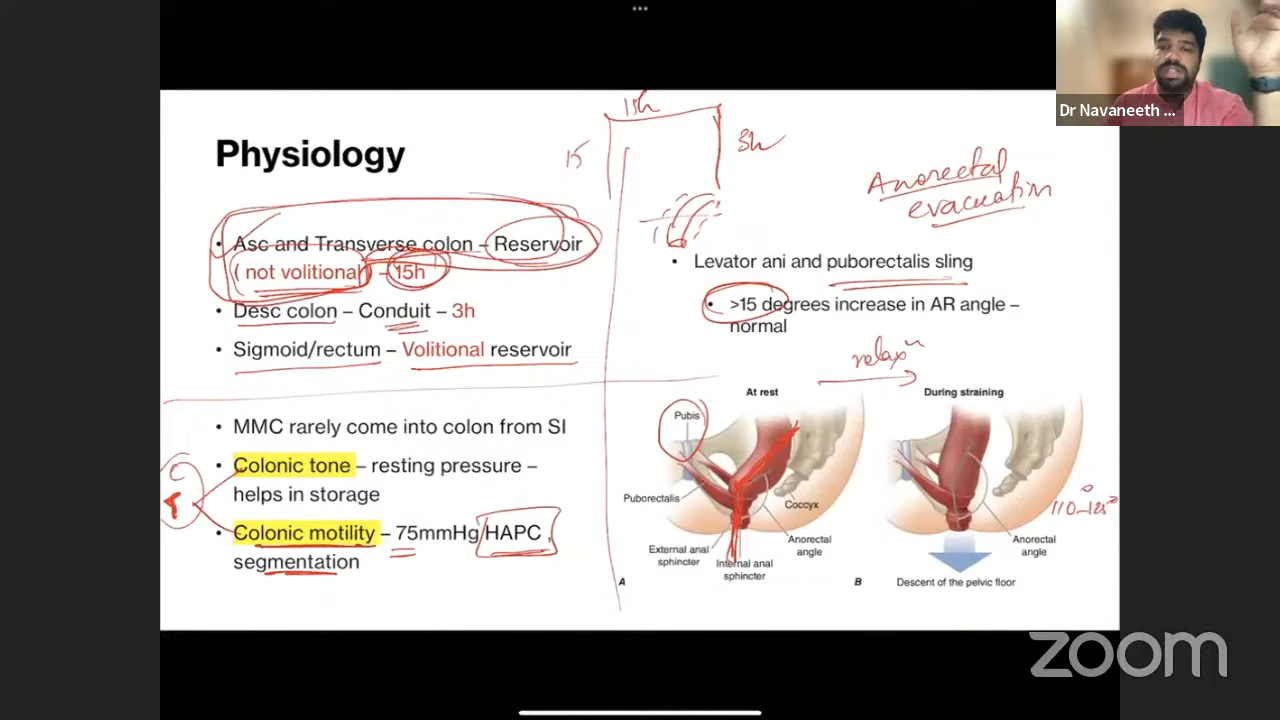 Dr Navaneeth ...
Physiology
15h
15
3h
Anorectal
evacuation
• Asc and Transverse colon – Reservoir
( not volitional) – 15h
• Desc colon – Conduit – 3h
• Sigmoid/rectum – Volitional reservoir
• MMC rarely come into colon from SI
• Colonic tone – resting pressure –
helps in storage
• Colonic motility – 75mmHg HAPC ,
segmentation
• Levator ani and puborectalis sling
• >15 degrees increase in AR angle –
normal
relaxn
At rest
During straining
Pubis
Puborectalis
Coccyx
External anal
sphincter
Internal anal
sphincter
Anorectal
angle
A
110-125°
Anorectal
angle
B
Descent of the pelvic floor
zoom